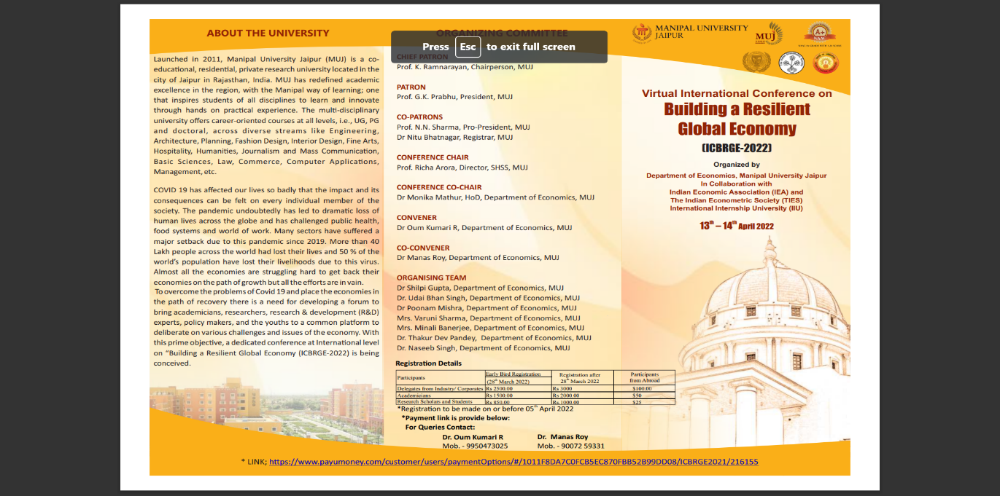 ABOUT THE UNIVERSITY
Launched in 2011, Manipal University Jaipur (MUJ) is a co-
educational, residential, private research university located in the
city of Jaipur in Rajasthan, India. MUJ has redefined academic
excellence in the region, with the Manipal way of learning; one
that inspires students of all disciplines to learn and innovate
through hands on practical experience. The multi-disciplinary
university offers career-oriented courses at all levels, i.e., UG, PG
and doctoral, across diverse streams like Engineering,
Architecture, Planning, Fashion Design, Interior Design, Fine Arts,
Hospitality, Humanities, Journalism and Mass Communication,
Basic Sciences, Law, Commerce, Computer Applications,
Management, etc.
COVID 19 has affected our lives so badly that the impact and its
consequences can be felt on every individual member of the
society. The pandemic undoubtedly has led to dramatic loss of
human lives across the globe and has challenged public health,
food systems and world of work. Many sectors have suffered a
major setback due to this pandemic since 2019. More than 40
Lakh people across the world had lost their lives and 50 % of the
world's population have lost their livelihoods due to this virus.
Almost all the economies are struggling hard to get back their
economies on the path of growth but all the efforts are in vain.
To overcome the problems of Covid 19 and place the economies in
the path of recovery there is a need for developing a forum to
bring academicians, researchers, research & development (R&D)
experts, policy makers, and the youths to a common platform to
deliberate on various challenges and issues of the economy. With
this prime objective, a dedicated conference at International level
on "Building a Resilient Global Economy (ICBRGE-2022) is being
conceived.
ORGANIZING COMMITTEE
Press Esc to exit full screen
CHIEF PATRON
Prof. K. Ramnarayan, Chairperson, MUJ
PATRON
Prof. G.K. Prabhu, President, MUJ
CO-PATRONS
Prof. N.N. Sharma, Pro-President, MUJ
Dr Nitu Bhatnagar, Registrar, MUJ
CONFERENCE CHAIR
Prof. Richa Arora, Director, SHSS, MUJ
CONFERENCE CO-CHAIR
Dr Monika Mathur, HoD, Department of Economics, MUJ
CONVENER
Dr Oum Kumari R, Department of Economics, MUJ
CO-CONVENER
Dr Manas Roy, Department of Economics, MUJ
ORGANISING TEAM
Dr Shilpi Gupta, Department of Economics, MUJ
Dr. Udai Bhan Singh, Department of Economics, MUJ
Dr Poonam Mishra, Department of Economics, MUJ
Mrs. Varuni Sharma, Department of Economics, MUJ
Mrs. Minali Banerjee, Department of Economics, MUJ
Dr. Thakur Dev Pandey, Department of Economics, MUJ
Dr. Naseeb Singh, Department of Economics, MUJ
Registration Details
Participants Early Bird Registration (28th March 2022) Registration after 28th March 2022 Participants from Abroad
Delegates from Industry/ Corporates Rs 2500.00 Rs 3000 $100.00
Academicians Rs 1500.00 Rs 2000.00 $50
Research Scholars and Students Rs 850.00 Rs.1000.00 $25
*Registration to be made on or before 05th April 2022
*Payment link is provide below:
For Queries Contact:
Dr. Oum Kumari R Dr. Manas Roy
Mob. - 9950473025 Mob. - 90072 59331
MANIPAL UNIVERSITY
JAIPUR
MUJ
A+
NAAC
Virtual International Conference on
Building a Resilient
Global Economy
(ICBRGE-2022)
Organized by
Department of Economics, Manipal University Jaipur
In Collaboration with
Indian Economic Association (IEA) and
The Indian Econometric Society (TIES)
International Internship University (IIU)
13th – 14th April 2022
* LINK; https://www.payumoney.com/customer/users/paymentOptions/#/1011F8DA7C0FCB5EC870FBB52B99DD08/ICBRGE2021/216155